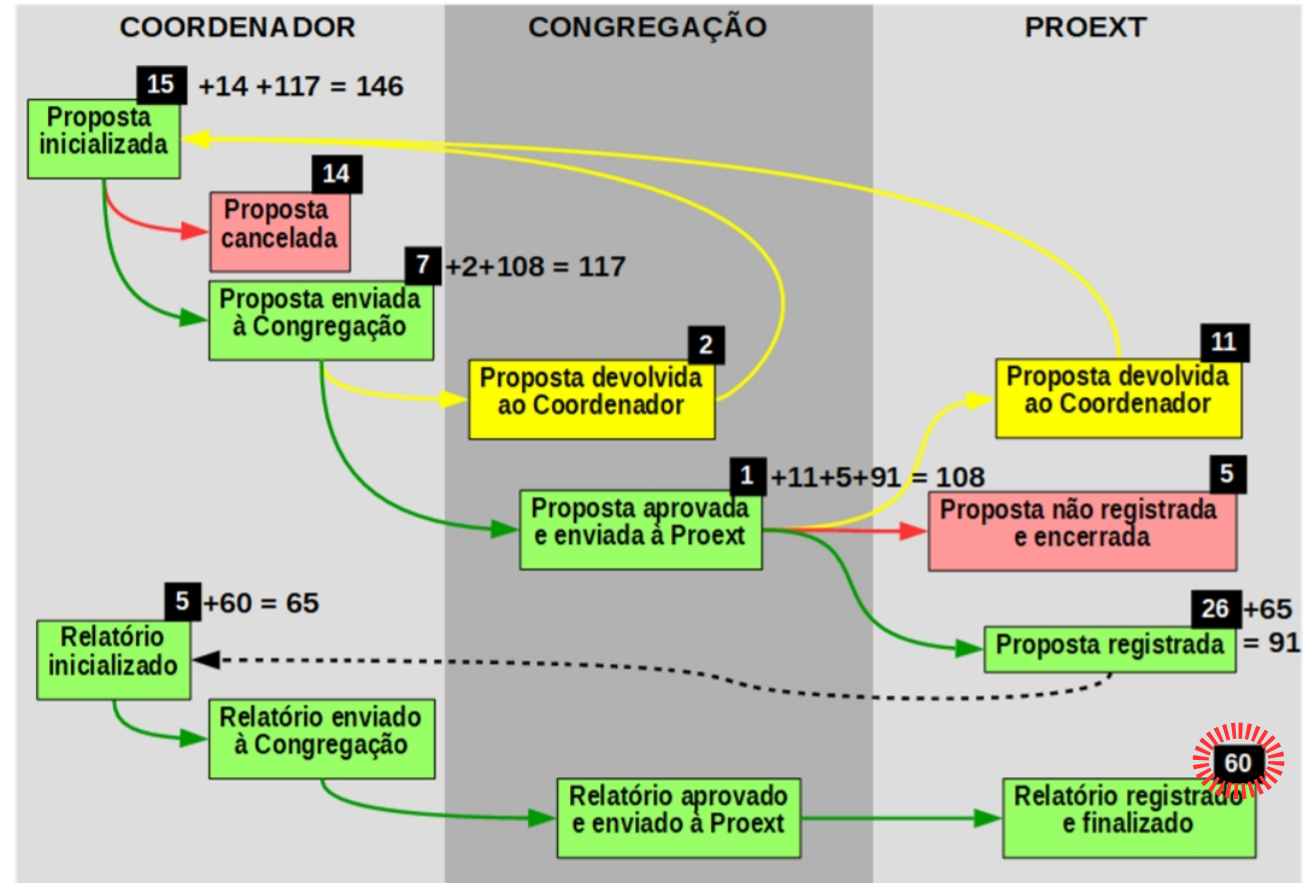 COORDENADOR
CONGREGAÇÃO
PROEXT
15 +14 +117 = 146
Proposta
inicializada
14
Proposta
cancelada
7 +2+108 = 117
Proposta enviada
à Congregação
2
Proposta devolvida
ao Coordenador
11
Proposta devolvida
ao Coordenador
1 +11+5+91 = 108
Proposta aprovada
e enviada à Proext
5
Proposta não registrada
e encerrada
26 +65
= 91
Proposta registrada
5 +60 = 65
Relatório
inicializado
Relatório enviado
à Congregação
Relatório aprovado
e enviado à Proext
60
Relatório registrado
e finalizado